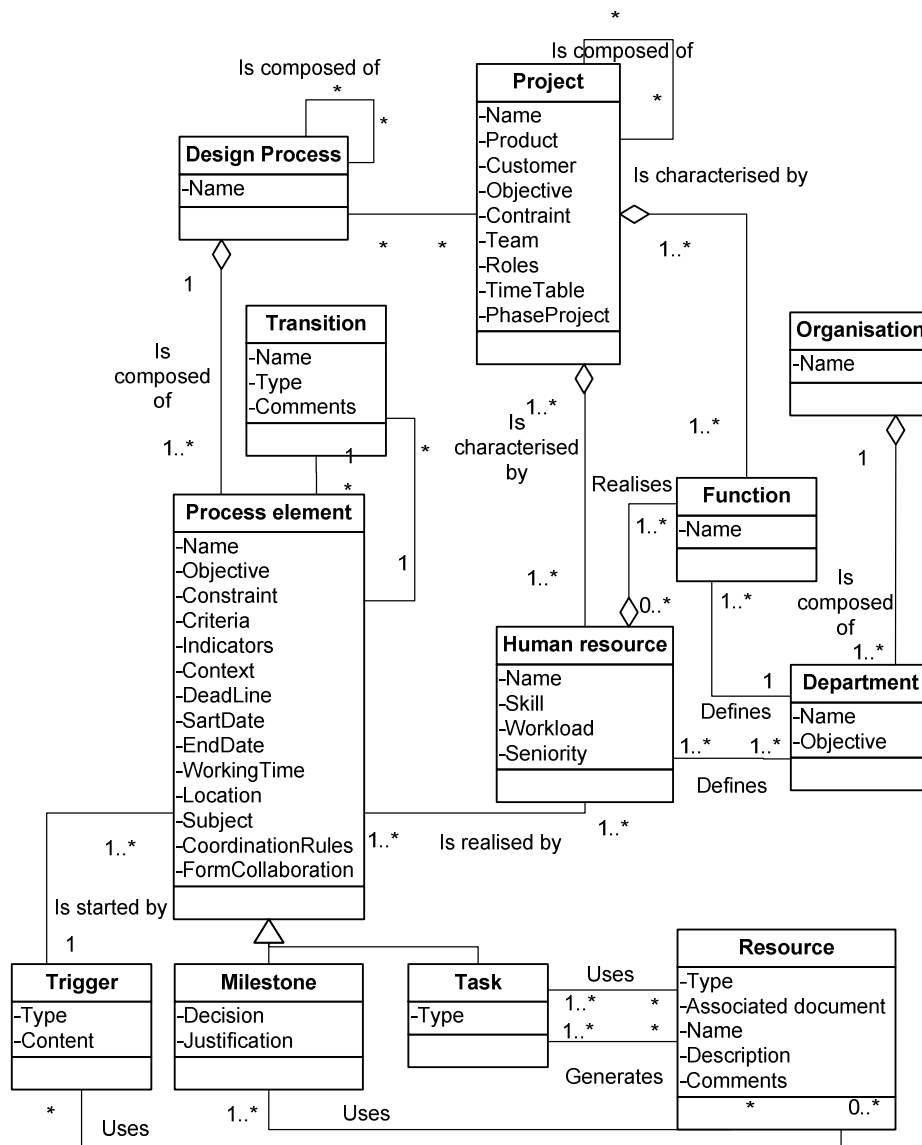 *
Is composed of
Is composed of
*
*
*
Project
-Name
-Product
-Customer
-Objective
-Contraint
-Team
-Roles
-TimeTable
-PhaseProject
Design Process
-Name
Is characterised by
*
*
1..*
1
Transition
-Name
-Type
-Comments
Organisation
-Name
Is
composed
of
1..*
Is
characterised
by
1..*
*
1..*
1
1
*
Realises
Function
-Name
1..*
Process element
-Name
-Objective
-Constraint
-Criteria
-Indicators
-Context
-DeadLine
-SartDate
-EndDate
-WorkingTime
-Location
-Subject
-CoordinationRules
-FormCollaboration
1
1..*
0..*
1..*
Is
composed
of
1..*
Human resource
-Name
-Skill
-Workload
-Seniority
1
Defines
Department
-Name
-Objective
1..*
1..*
Defines
1..*
1..*
Is realised by
1..*
Is started by
1
Trigger
-Type
-Content
Milestone
-Decision
-Justification
Task
-Type
Uses
1..*
*
1..*
*
Generates
Resource
-Type
-Associated document
-Name
-Description
-Comments
*
Uses
1..*
Uses
*
0..*